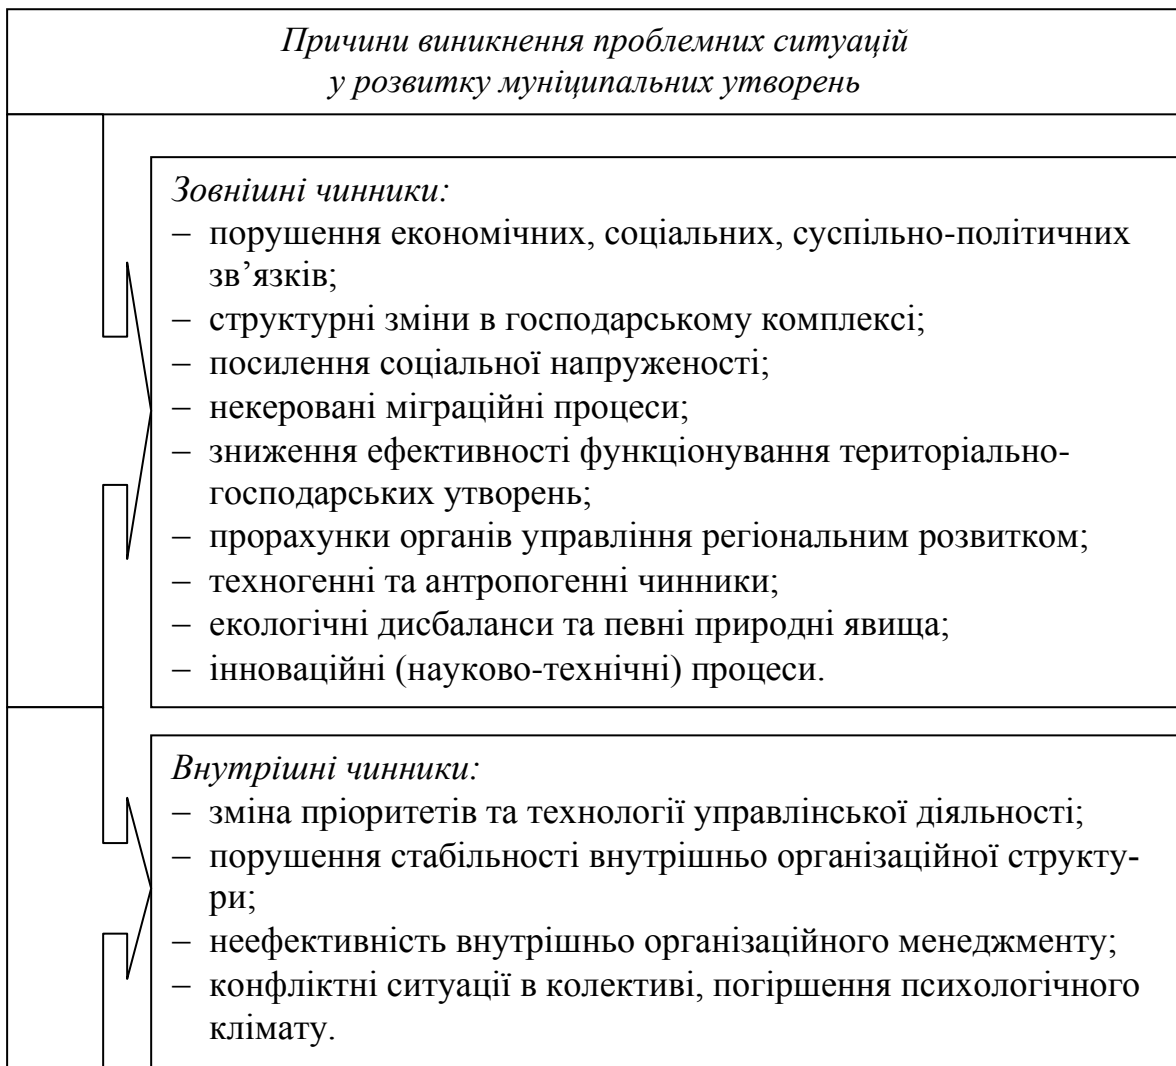 Причини виникнення проблемних ситуацій
у розвитку муніципальних утворень
Зовнішні чинники:
– порушення економічних, соціальних, суспільно-політичних
зв’язків;
– структурні зміни в господарському комплексі;
– посилення соціальної напруженості;
– некеровані міграційні процеси;
– зниження ефективності функціонування територіально-
господарських утворень;
– прорахунки органів управління регіональним розвитком;
– техногенні та антропогенні чинники;
– екологічні дисбаланси та певні природні явища;
– інноваційні (науково-технічні) процеси.
Внутрішні чинники:
– зміна пріоритетів та технології управлінської діяльності;
– порушення стабільності внутрішньо організаційної структу-
ри;
– неефективність внутрішньо організаційного менеджменту;
– конфліктні ситуації в колективі, погіршення психологічного
клімату.